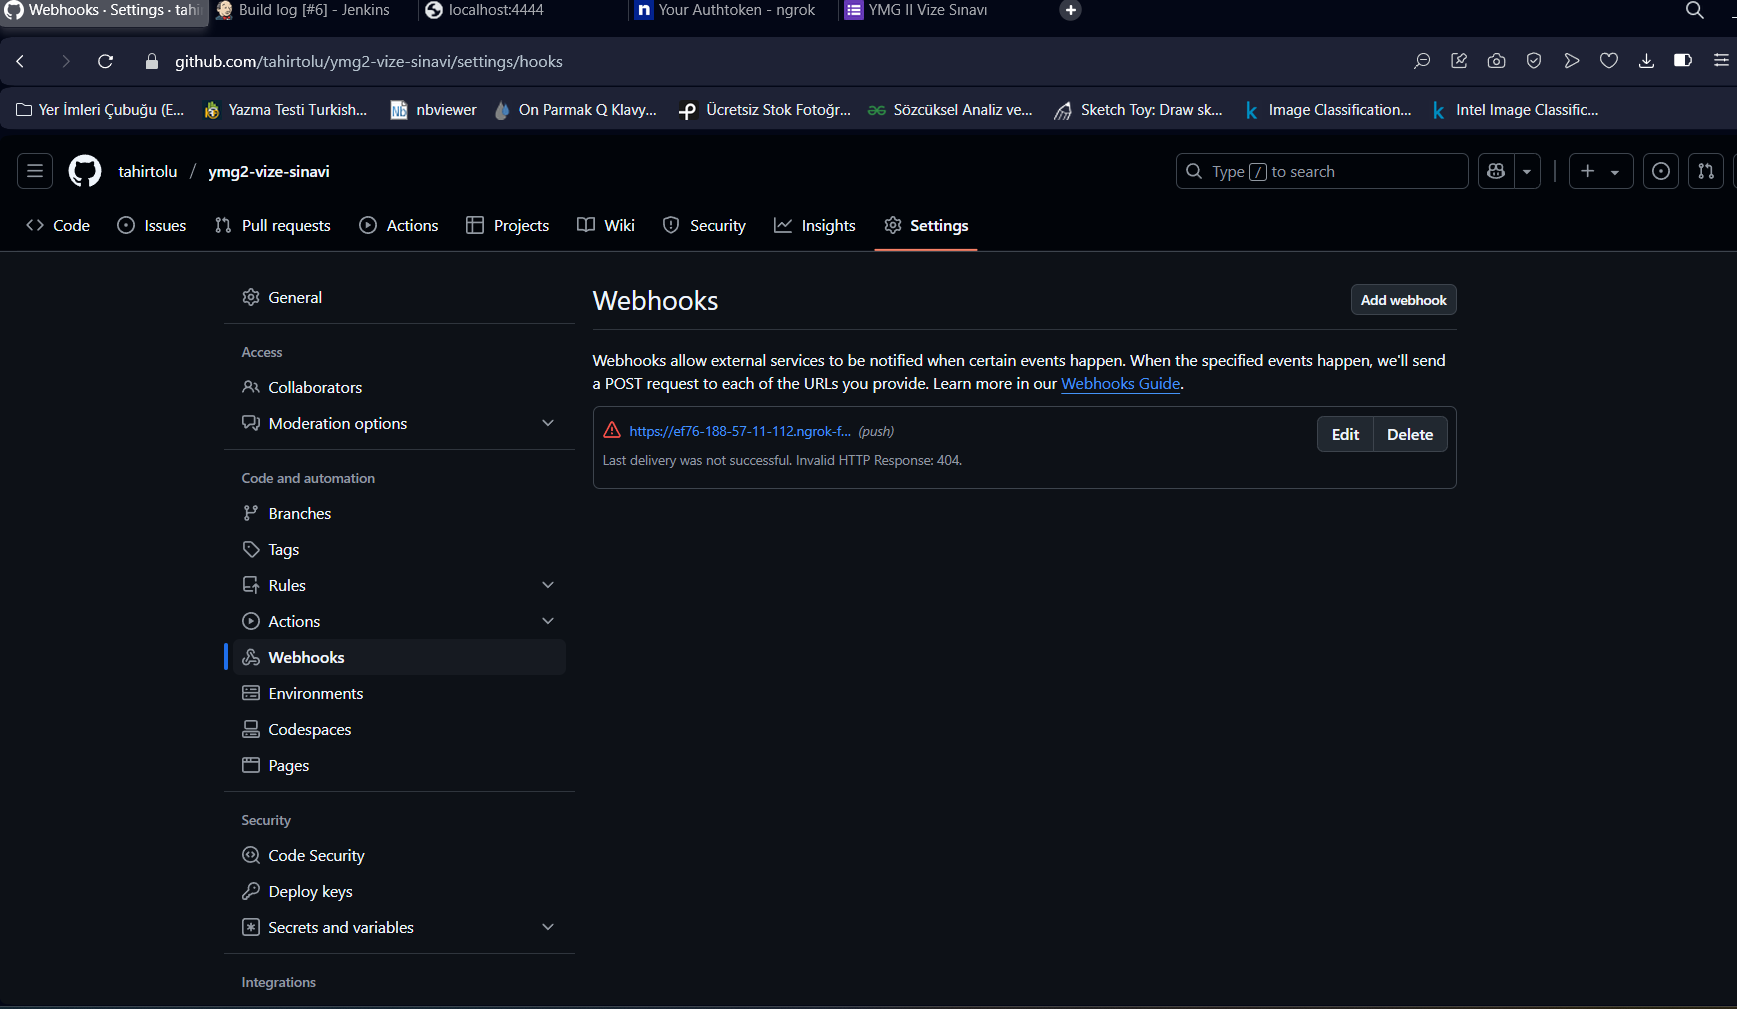 Webhooks · Settings · tahi
Build log [#6] - Jenkins
localhost:4444
Your Authtoken - ngrok
YMG II Vize Sınavı
github.com/tahirtolu/ymg2-vize-sinavi/settings/hooks
Yer İmleri Çubuğu (E...
Yazma Testi Turkish...
nbviewer
On Parmak Q Klavy...
Ücretsiz Stok Fotoğr...
Sözcüksel Analiz ve...
Sketch Toy: Draw sk...
Image Classification...
Intel Image Classific...
tahirtolu / ymg2-vize-sinavi
Type / to search
Code
Issues
Pull requests
Actions
Projects
Wiki
Security
Insights
Settings
General
Access
Collaborators
Moderation options
Code and automation
Branches
Tags
Rules
Actions
Webhooks
Environments
Codespaces
Pages
Security
Code Security
Deploy keys
Secrets and variables
Integrations
Webhooks
Add webhook
Webhooks allow external services to be notified when certain events happen. When the specified events happen, we'll send
a POST request to each of the URLs you provide. Learn more in our Webhooks Guide.
https://ef76-188-57-11-112.ngrok-f... (push)
Edit
Delete
Last delivery was not successful. Invalid HTTP Response: 404.